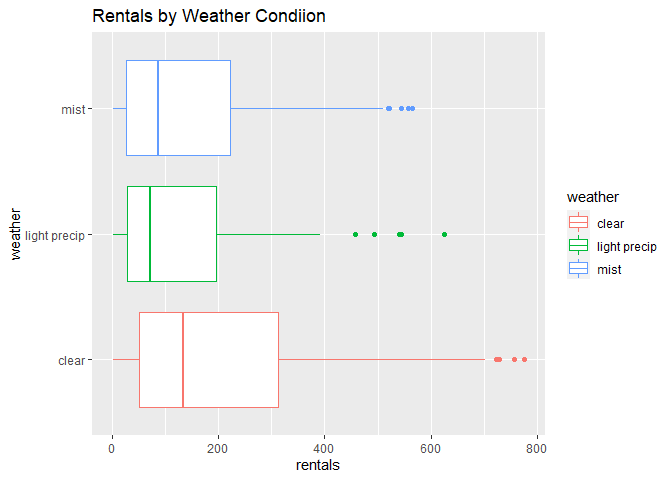 Rentals by Weather Condiion
weather
mist
light precip
clear
0
200
400
600
800
rentals
weather
clear
light precip
mist